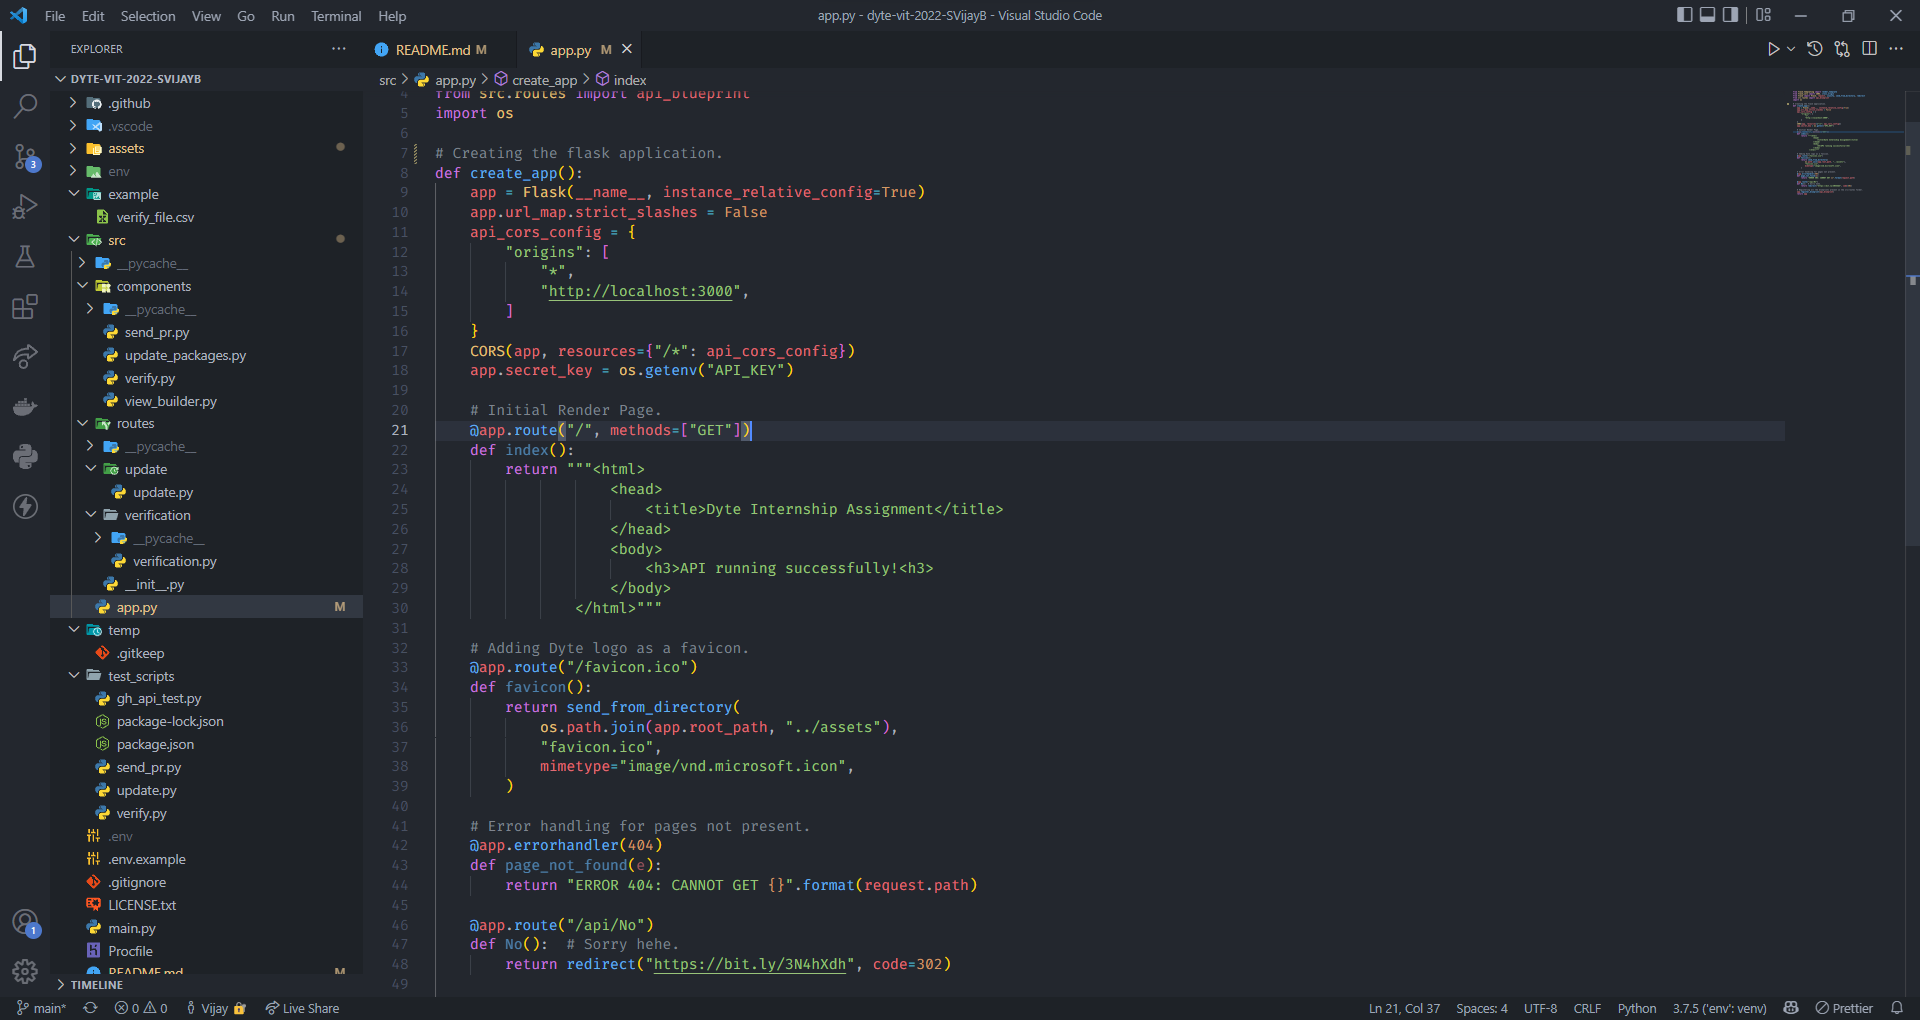 File Edit Selection View Go Run Terminal Help
app.py - dyte-vit-2022-SVijayB - Visual Studio Code
EXPLORER
README.md M
app.py M
DYTE-VIT-2022-SVIJAYB
src > app.py > create_app > index
.github
.vscode
assets
env
example
verify_file.csv
src
__pycache__
components
__pycache__
send_pr.py
update_packages.py
verify.py
view_builder.py
routes
__pycache__
update
update.py
verification
__pycache__
verification.py
__init__.py
app.py M
temp
.gitkeep
test_scripts
gh_api_test.py
package-lock.json
package.json
send_pr.py
update.py
verify.py
.env
.env.example
.gitignore
LICENSE.txt
main.py
Procfile
README.md M
TIMELINE
4 from src.routes import api_blueprint
5 import os
6
7 # Creating the flask application.
8 def create_app():
9 app = Flask(__name__, instance_relative_config=True)
10 app.url_map.strict_slashes = False
11 api_cors_config = {
12 "origins": [
13 "*",
14 "http://localhost:3000",
15 ]
16 }
17 CORS(app, resources={"/*": api_cors_config})
18 app.secret_key = os.getenv("API_KEY")
19
20 # Initial Render Page.
21 @app.route("/", methods=["GET"])
22 def index():
23 return """<html>
24 <head>
25 <title>Dyte Internship Assignment</title>
26 </head>
27 <body>
28 <h3>API running successfully!<h3>
29 </body>
30 </html>"""
31
32 # Adding Dyte logo as a favicon.
33 @app.route("/favicon.ico")
34 def favicon():
35 return send_from_directory(
36 os.path.join(app.root_path, "../assets"),
37 "favicon.ico",
38 mimetype="image/vnd.microsoft.icon",
39 )
40
41 # Error handling for pages not present.
42 @app.errorhandler(404)
43 def page_not_found(e):
44 return "ERROR 404: CANNOT GET {}".format(request.path)
45
46 @app.route("/api/No")
47 def No(): # Sorry hehe.
48 return redirect("https://bit.ly/3N4hXdh", code=302)
49
3
1
main* 0 0 Vijay Live Share
Ln 21, Col 37 Spaces: 4 UTF-8 CRLF Python 3.7.5 ('env': venv) Prettier